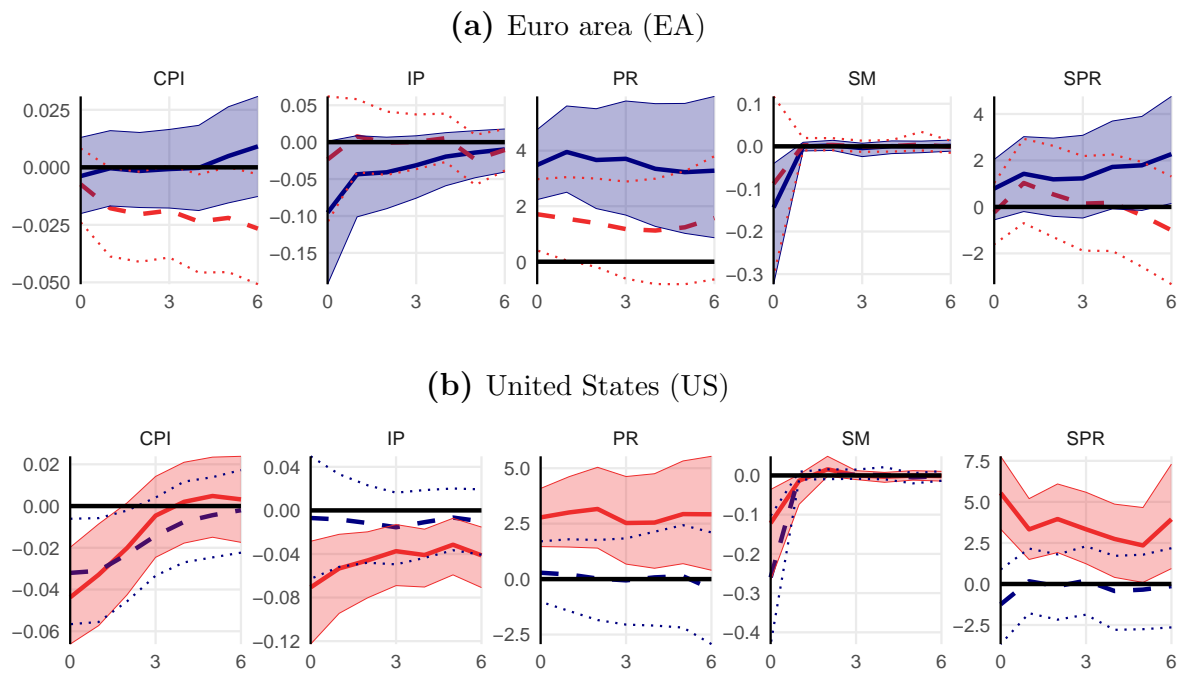 (a) Euro area (EA)
CPI IP PR SM SPR
0.025 0.05 4 0.1 4
0.000 0.00 2 0.0 2
−0.025 −0.05 0 −0.1 0
−0.050 −0.10 −0.2 −2
−0.15 −0.3
0 3 6 0 3 6 0 3 6 0 3 6 0 3 6
(b) United States (US)
CPI IP PR SM SPR
0.02 0.04 5.0 0.0 7.5
0.00 0.00 2.5 −0.1 5.0
−0.02 −0.04 0.0 −0.2 2.5
−0.04 −0.08 −2.5 −0.3 0.0
−0.06 −0.12 −0.4 −2.5
0 3 6 0 3 6 0 3 6 0 3 6 0 3 6